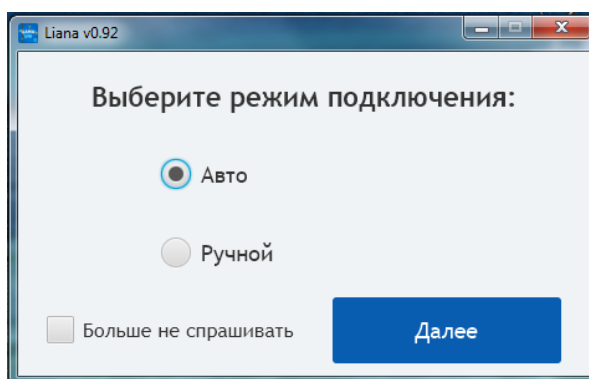 Liana v0.92
Выберите режим подключения:
Авто
Ручной
Больше не спрашивать
Далее